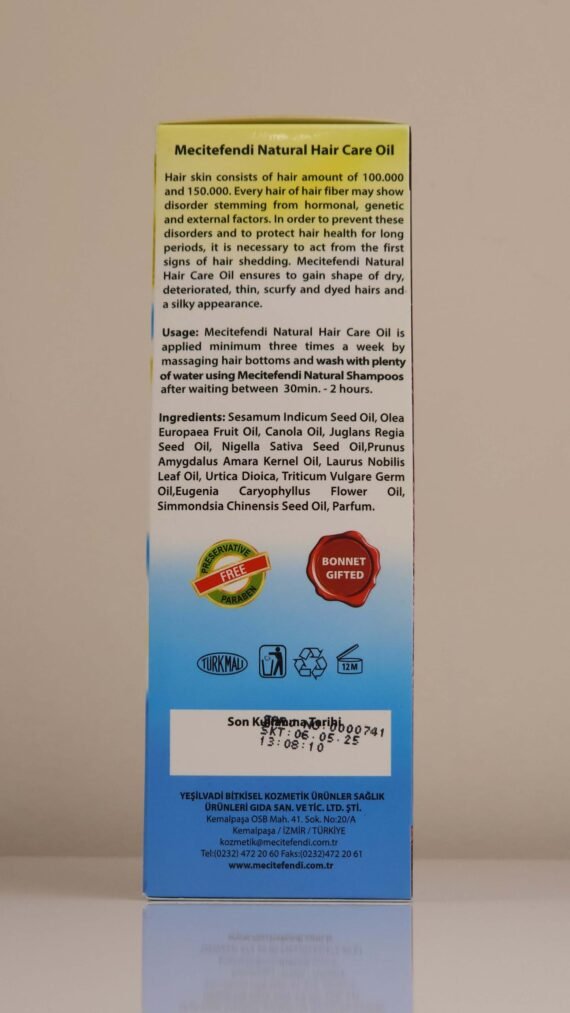 Mecitefendi Natural Hair Care Oil
Hair skin consists of hair amount of 100.000
and 150.000. Every hair of hair fiber may show
disorder stemming from hormonal, genetic
and external factors. In order to prevent these
disorders and to protect hair health for long
periods, it is necessary to act from the first
signs of hair shedding. Mecitefendi Natural
Hair Care Oil ensures to gain shape of dry,
deteriorated, thin, scurfy and dyed hairs and
a silky appearance.
Usage: Mecitefendi Natural Hair Care Oil is
applied minimum three times a week by
massaging hair bottoms and wash with plenty
of water using Mecitefendi Natural Shampoos
after waiting between 30min. - 2 hours.
Ingredients: Sesamum Indicum Seed Oil, Olea
Europaea Fruit Oil, Canola Oil, Juglans Regia
Seed Oil, Nigella Sativa Seed Oil,Prunus
Amygdalus Amara Kernel Oil, Laurus Nobilis
Leaf Oil, Urtica Dioica, Triticum Vulgare Germ
Oil,Eugenia Caryophyllus Flower Oil,
Simmondsia Chinensis Seed Oil, Parfum.
PRESERVATIVE
FREE
PARABEN
BONNET
GIFTED
TÜRK MALI
12M
Son Kullanma Tarihi
NO:0000741
SKT:06.05.25
13:08:10
YEŞİLVADİ BİTKİSEL KOZMETİK ÜRÜNLER SAĞLIK
ÜRÜNLERİ GIDA SAN. VE TİC. LTD. ŞTİ.
Kemalpaşa OSB Mah. 41. Sok. No:20/A
Kemalpaşa / İZMİR / TÜRKİYE
kozmetik@mecitefendi.com.tr
Tel:(0232) 472 20 60 Faks:(0232)472 20 61
www.mecitefendi.com.tr